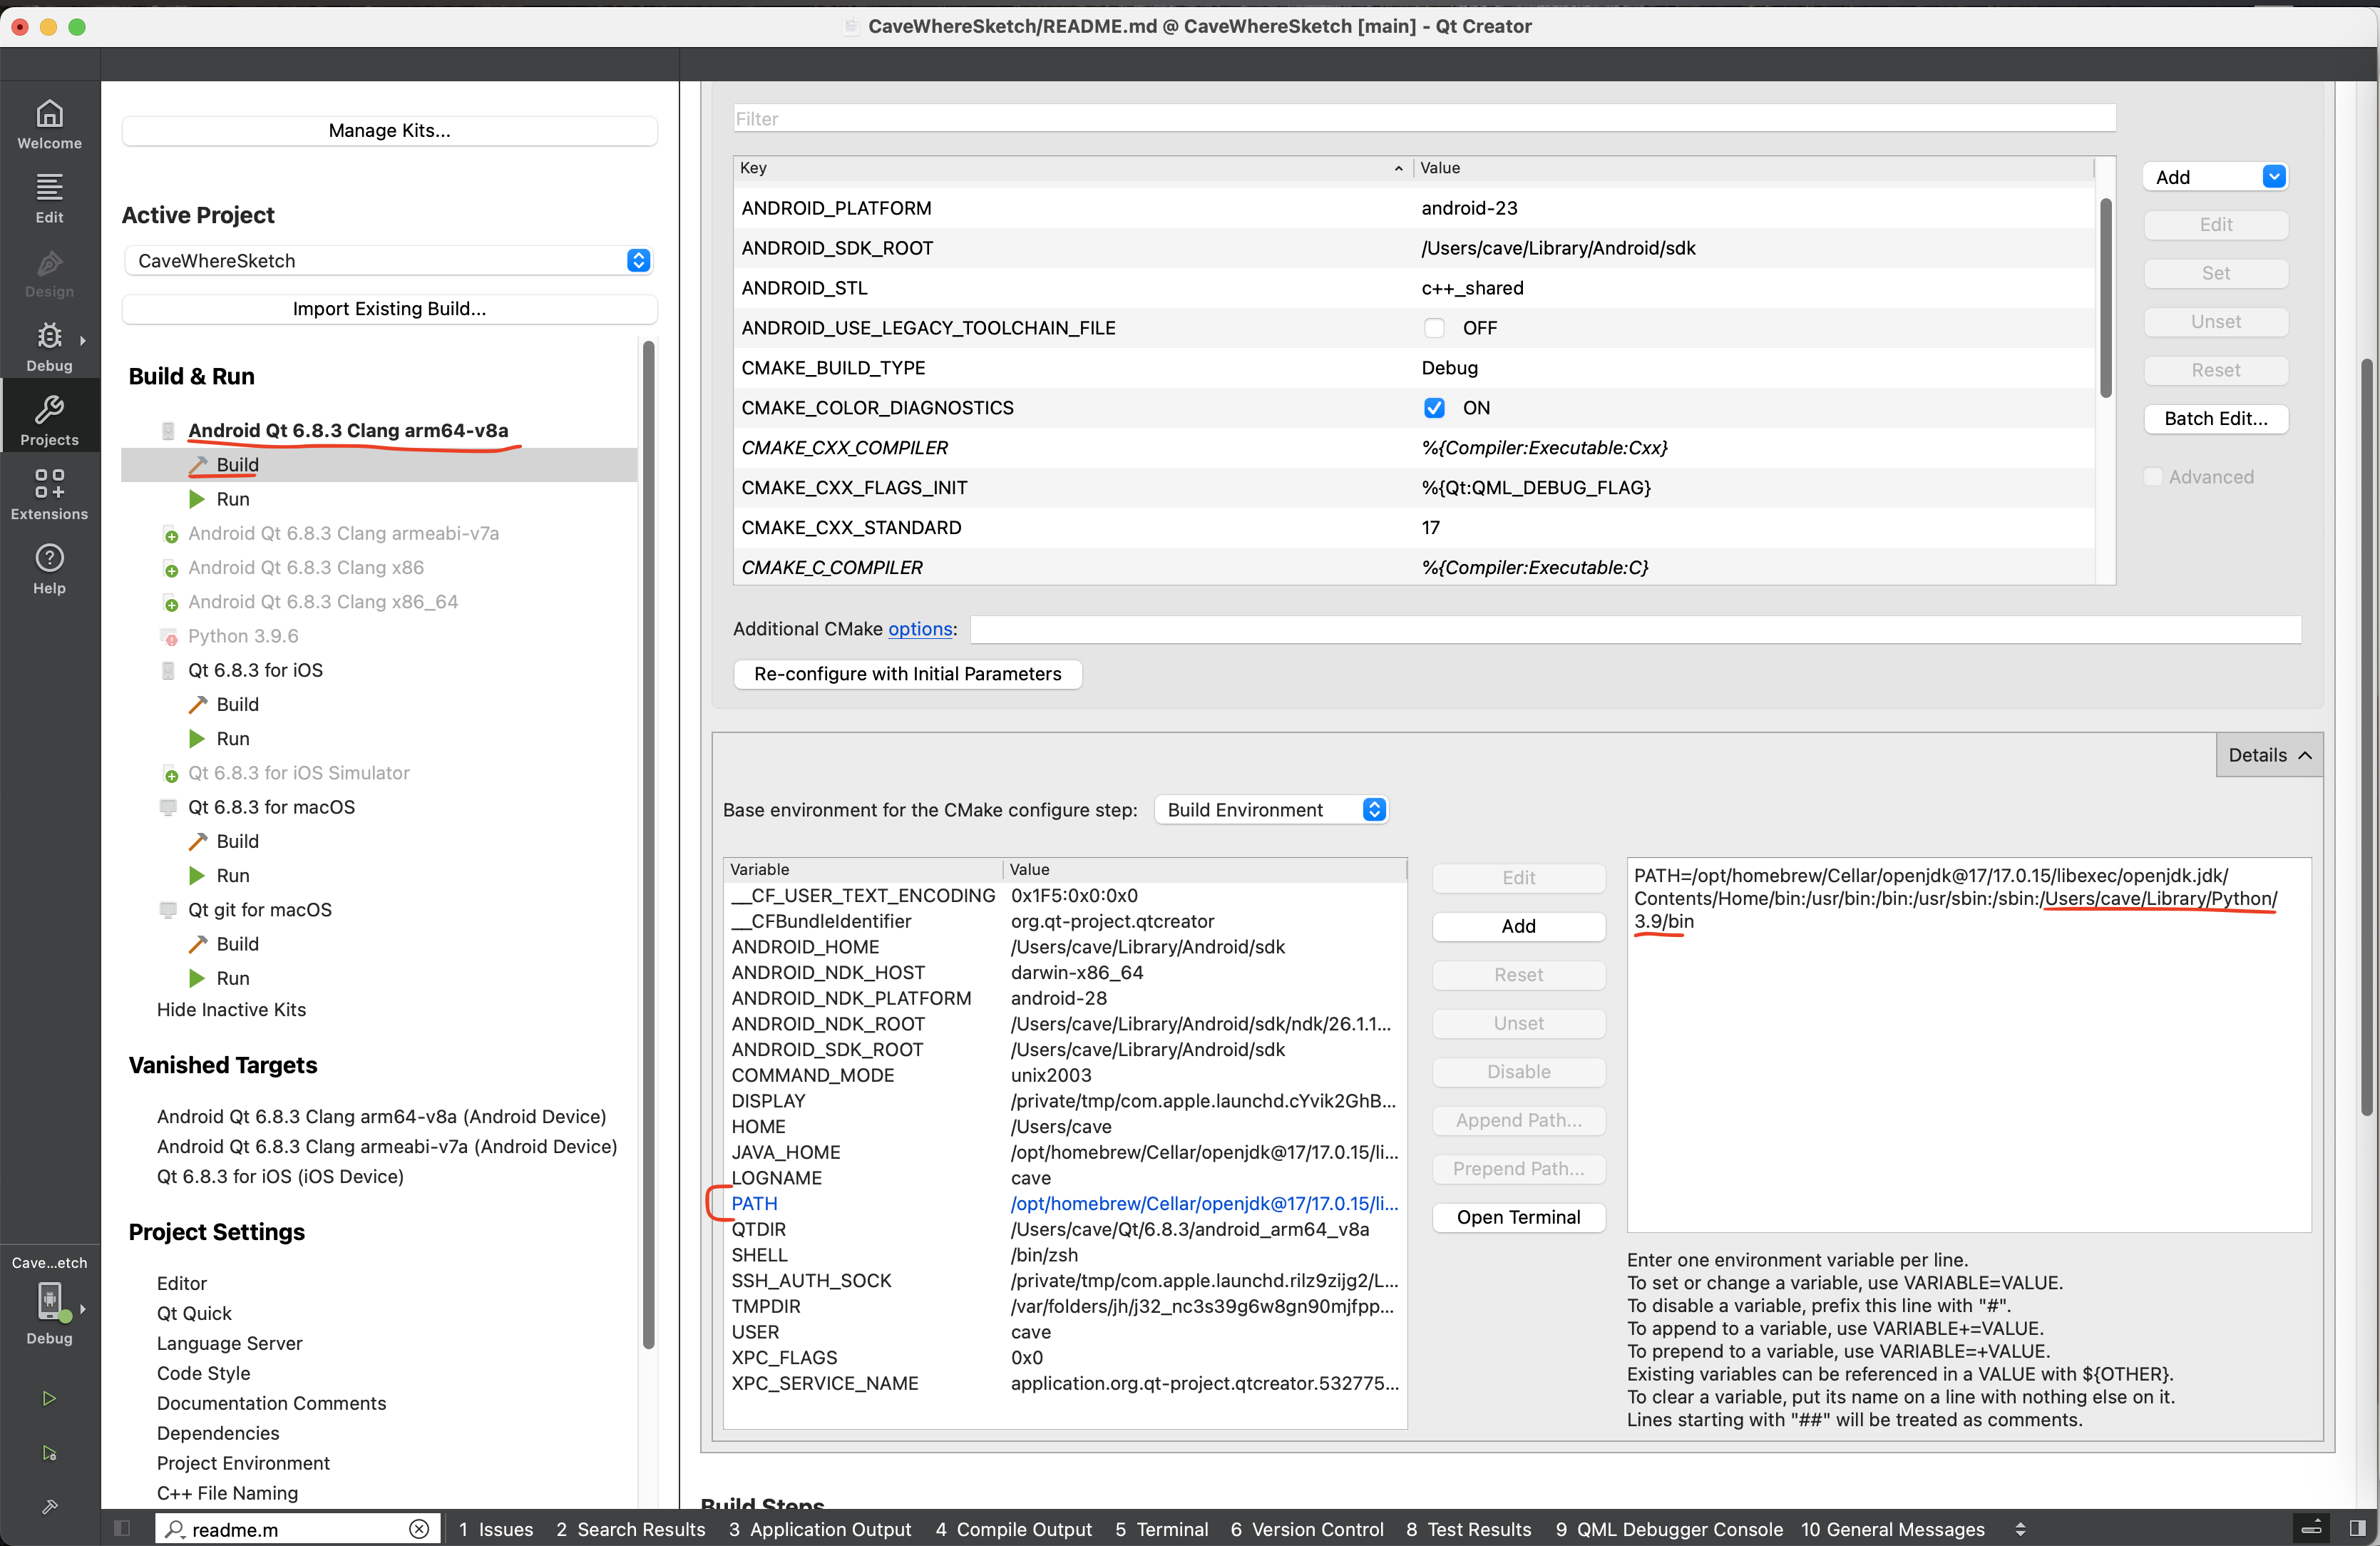 CaveWhereSketch/README.md @ CaveWhereSketch [main] - Qt Creator
Welcome
Edit
Design
Debug
Projects
Extensions
Help
Cave...etch
Debug
Manage Kits...
Active Project
CaveWhereSketch
Import Existing Build...
Build & Run
Android Qt 6.8.3 Clang arm64-v8a
Build
Run
Android Qt 6.8.3 Clang armeabi-v7a
Android Qt 6.8.3 Clang x86
Android Qt 6.8.3 Clang x86_64
Python 3.9.6
Qt 6.8.3 for iOS
Build
Run
Qt 6.8.3 for iOS Simulator
Qt 6.8.3 for macOS
Build
Run
Qt git for macOS
Build
Run
Hide Inactive Kits
Vanished Targets
Android Qt 6.8.3 Clang arm64-v8a (Android Device)
Android Qt 6.8.3 Clang armeabi-v7a (Android Device)
Qt 6.8.3 for iOS (iOS Device)
Project Settings
Editor
Qt Quick
Language Server
Code Style
Documentation Comments
Dependencies
Project Environment
C++ File Naming
Filter
Key Value
ANDROID_PLATFORM android-23
ANDROID_SDK_ROOT /Users/cave/Library/Android/sdk
ANDROID_STL c++_shared
ANDROID_USE_LEGACY_TOOLCHAIN_FILE OFF
CMAKE_BUILD_TYPE Debug
CMAKE_COLOR_DIAGNOSTICS ON
CMAKE_CXX_COMPILER %{Compiler:Executable:Cxx}
CMAKE_CXX_FLAGS_INIT %{Qt:QML_DEBUG_FLAG}
CMAKE_CXX_STANDARD 17
CMAKE_C_COMPILER %{Compiler:Executable:C}
Add
Edit
Set
Unset
Reset
Batch Edit...
Advanced
Additional CMake options:
Re-configure with Initial Parameters
Details
Base environment for the CMake configure step: Build Environment
Variable Value
__CF_USER_TEXT_ENCODING 0x1F5:0x0:0x0
__CFBundleIdentifier org.qt-project.qtcreator
ANDROID_HOME /Users/cave/Library/Android/sdk
ANDROID_NDK_HOST darwin-x86_64
ANDROID_NDK_PLATFORM android-28
ANDROID_NDK_ROOT /Users/cave/Library/Android/sdk/ndk/26.1.1...
ANDROID_SDK_ROOT /Users/cave/Library/Android/sdk
COMMAND_MODE unix2003
DISPLAY /private/tmp/com.apple.launchd.cYvik2GhB...
HOME /Users/cave
JAVA_HOME /opt/homebrew/Cellar/openjdk@17/17.0.15/li...
LOGNAME cave
PATH /opt/homebrew/Cellar/openjdk@17/17.0.15/li...
QTDIR /Users/cave/Qt/6.8.3/android_arm64_v8a
SHELL /bin/zsh
SSH_AUTH_SOCK /private/tmp/com.apple.launchd.rilz9zijg2/L...
TMPDIR /var/folders/jh/j32_nc3s39g6w8gn90mjfpp...
USER cave
XPC_FLAGS 0x0
XPC_SERVICE_NAME application.org.qt-project.qtcreator.532775...
Edit
Add
Reset
Unset
Disable
Append Path...
Prepend Path...
Open Terminal
PATH=/opt/homebrew/Cellar/openjdk@17/17.0.15/libexec/openjdk.jdk/
Contents/Home/bin:/usr/bin:/bin:/usr/sbin:/sbin:/Users/cave/Library/Python/
3.9/bin
Enter one environment variable per line.
To set or change a variable, use VARIABLE=VALUE.
To disable a variable, prefix this line with "#".
To append to a variable, use VARIABLE+=VALUE.
To prepend to a variable, use VARIABLE=+VALUE.
Existing variables can be referenced in a VALUE with ${OTHER}.
To clear a variable, put its name on a line with nothing else on it.
Lines starting with "##" will be treated as comments.
Build Steps
readme.m
1 Issues 2 Search Results 3 Application Output 4 Compile Output 5 Terminal 6 Version Control 8 Test Results 9 QML Debugger Console 10 General Messages